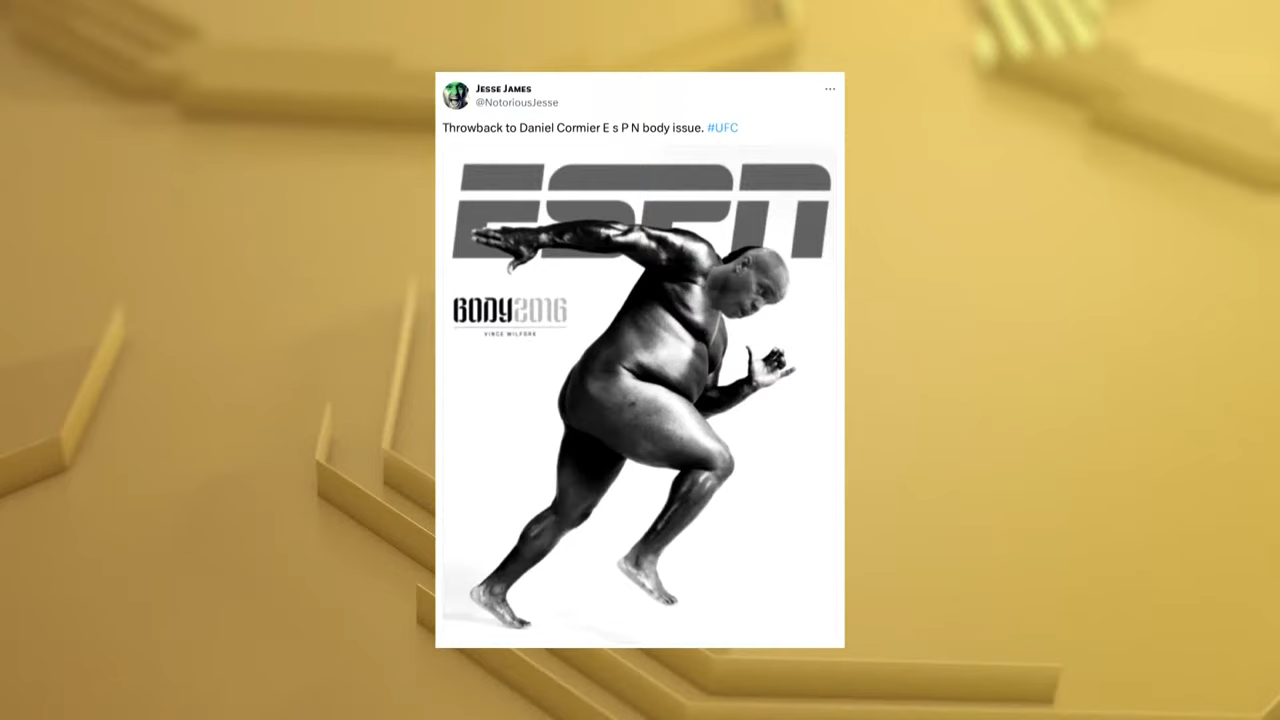 Jesse James
@NotoriousJesse
Throwback to Daniel Cormier E s P N body issue. #UFC
ESPN
BODY2016
VINCE WILFORK